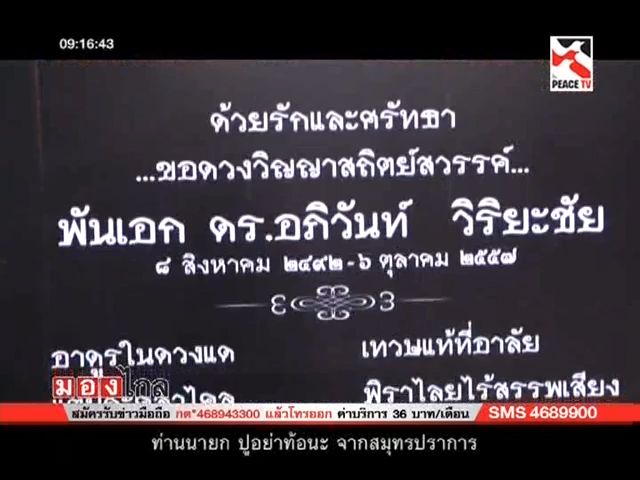 09:16:43
PEACE TV
ด้วยรักและศรัทธา
...ขอดวงวิญญาสถิตย์สวรรค์...
พันเอก ดร.อภิวันท์ วิริยะชัย
๘ สิงหาคม ๒๔๙๒-๖ ตุลาคม ๒๕๕๗
อาดูรในดวงแด
เทวษแท้ที่อาลัย
พิราไลยไร้สรรพเสียง
มองไกล
สมัครรับข่าวมือถือ กด*468943300 แล้วโทรออก ค่าบริการ 36 บาท/เดือน SMS 4689900
ท่านนายก ปูอย่าท้อนะ จากสมุทรปราการ